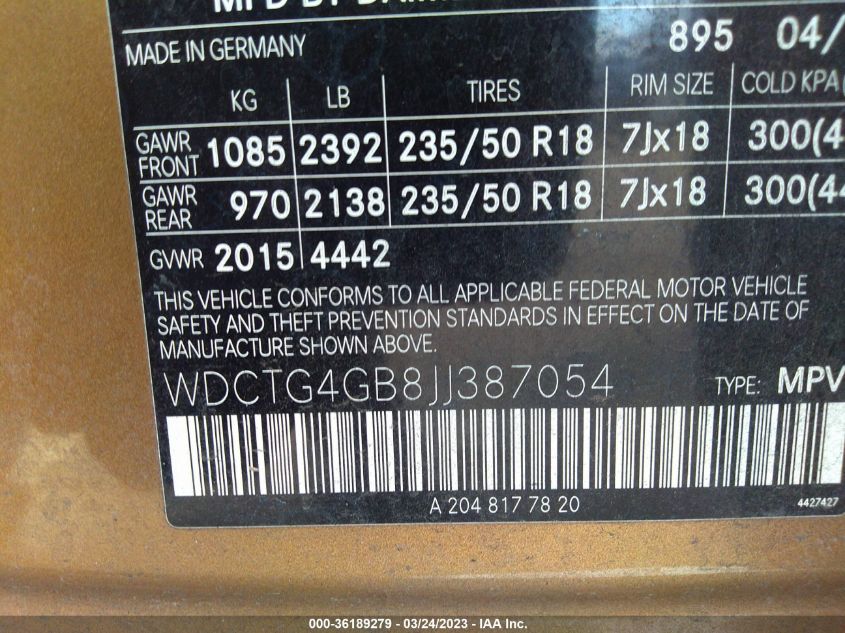 MFD BY
MADE IN GERMANY 895 04/
KG LB TIRES RIM SIZE COLD KPA(
GAWR FRONT 1085 2392 235/50 R18 7Jx18 300(4
GAWR REAR 970 2138 235/50 R18 7Jx18 300(44
GVWR 2015 4442
THIS VEHICLE CONFORMS TO ALL APPLICABLE FEDERAL MOTOR VEHICLE
SAFETY AND THEFT PREVENTION STANDARDS IN EFFECT ON THE DATE OF
MANUFACTURE SHOWN ABOVE.
WDCTG4GB8JJ387054 TYPE: MPV
A 204 817 78 20 4427427
000-36189279 - 03/24/2023 - IAA Inc.